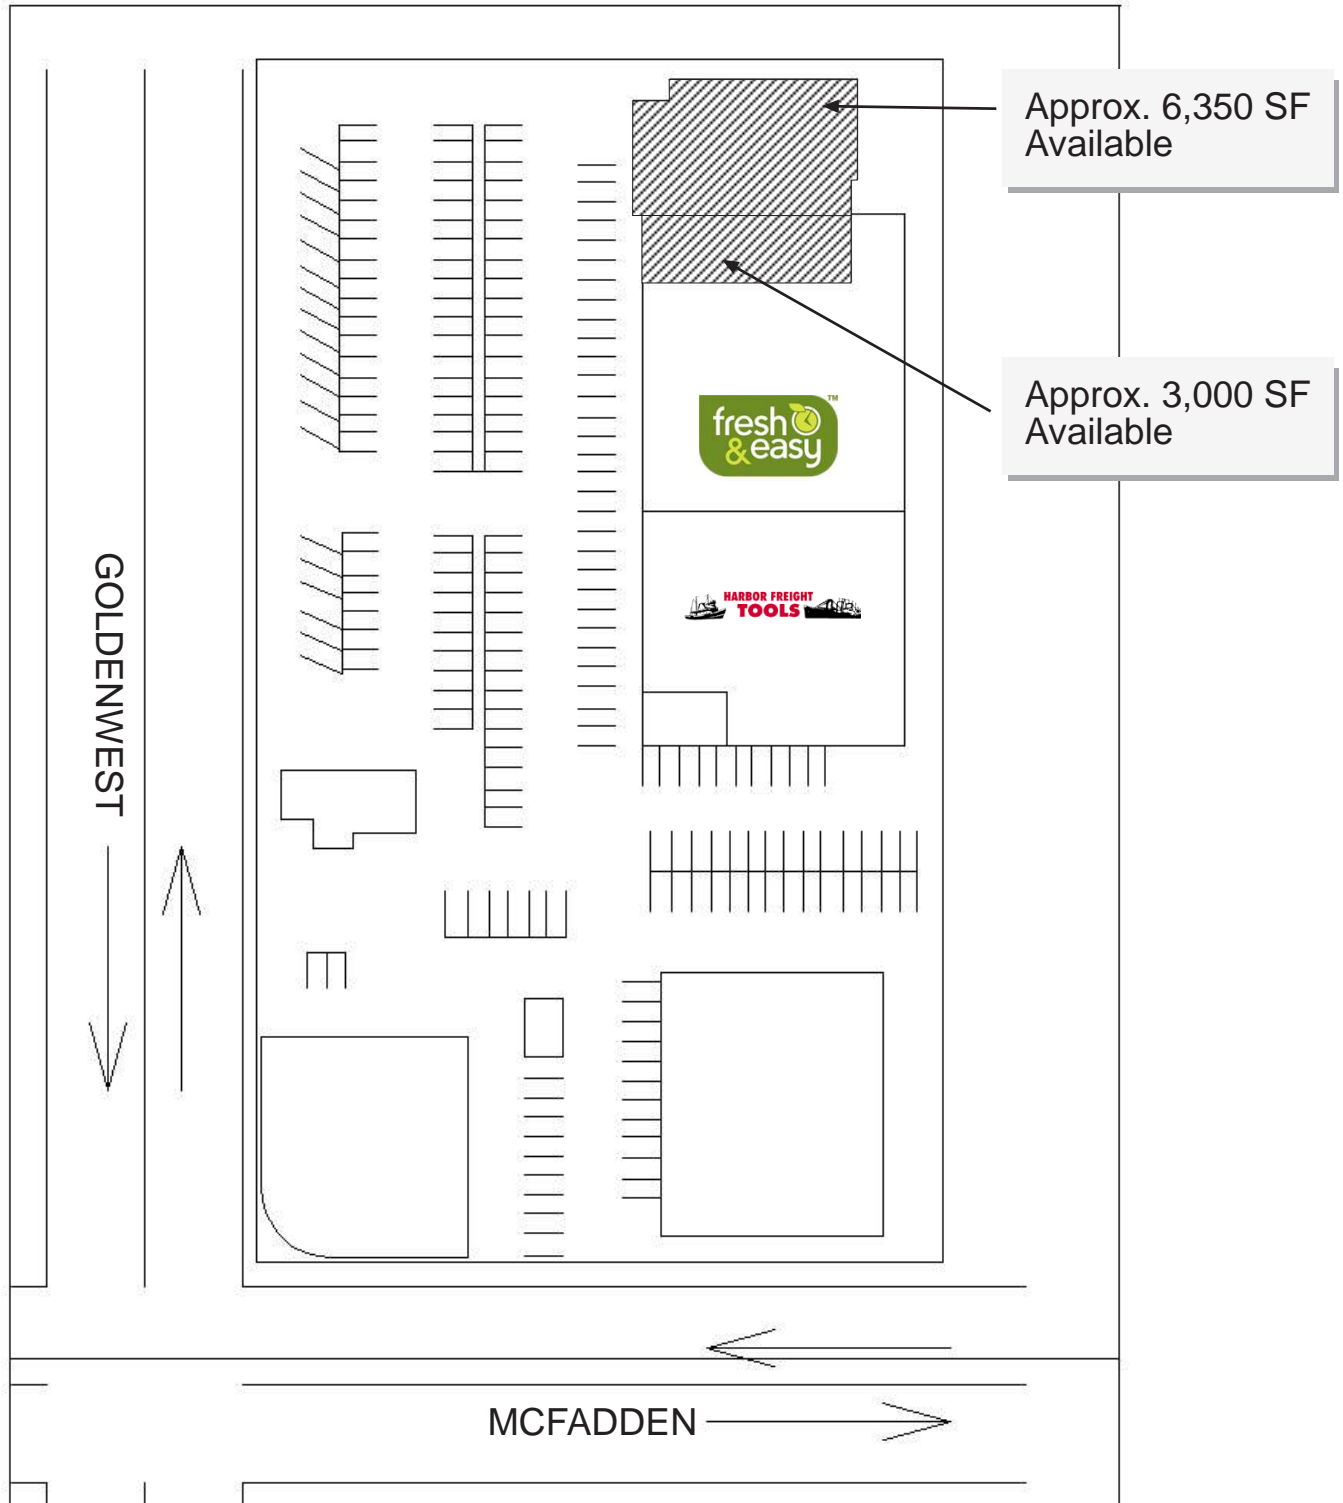 Approx. 6,350 SF
Available
Approx. 3,000 SF
Available
fresh
&easy
TM
HARBOR FREIGHT
TOOLS
GOLDENWEST
MCFADDEN